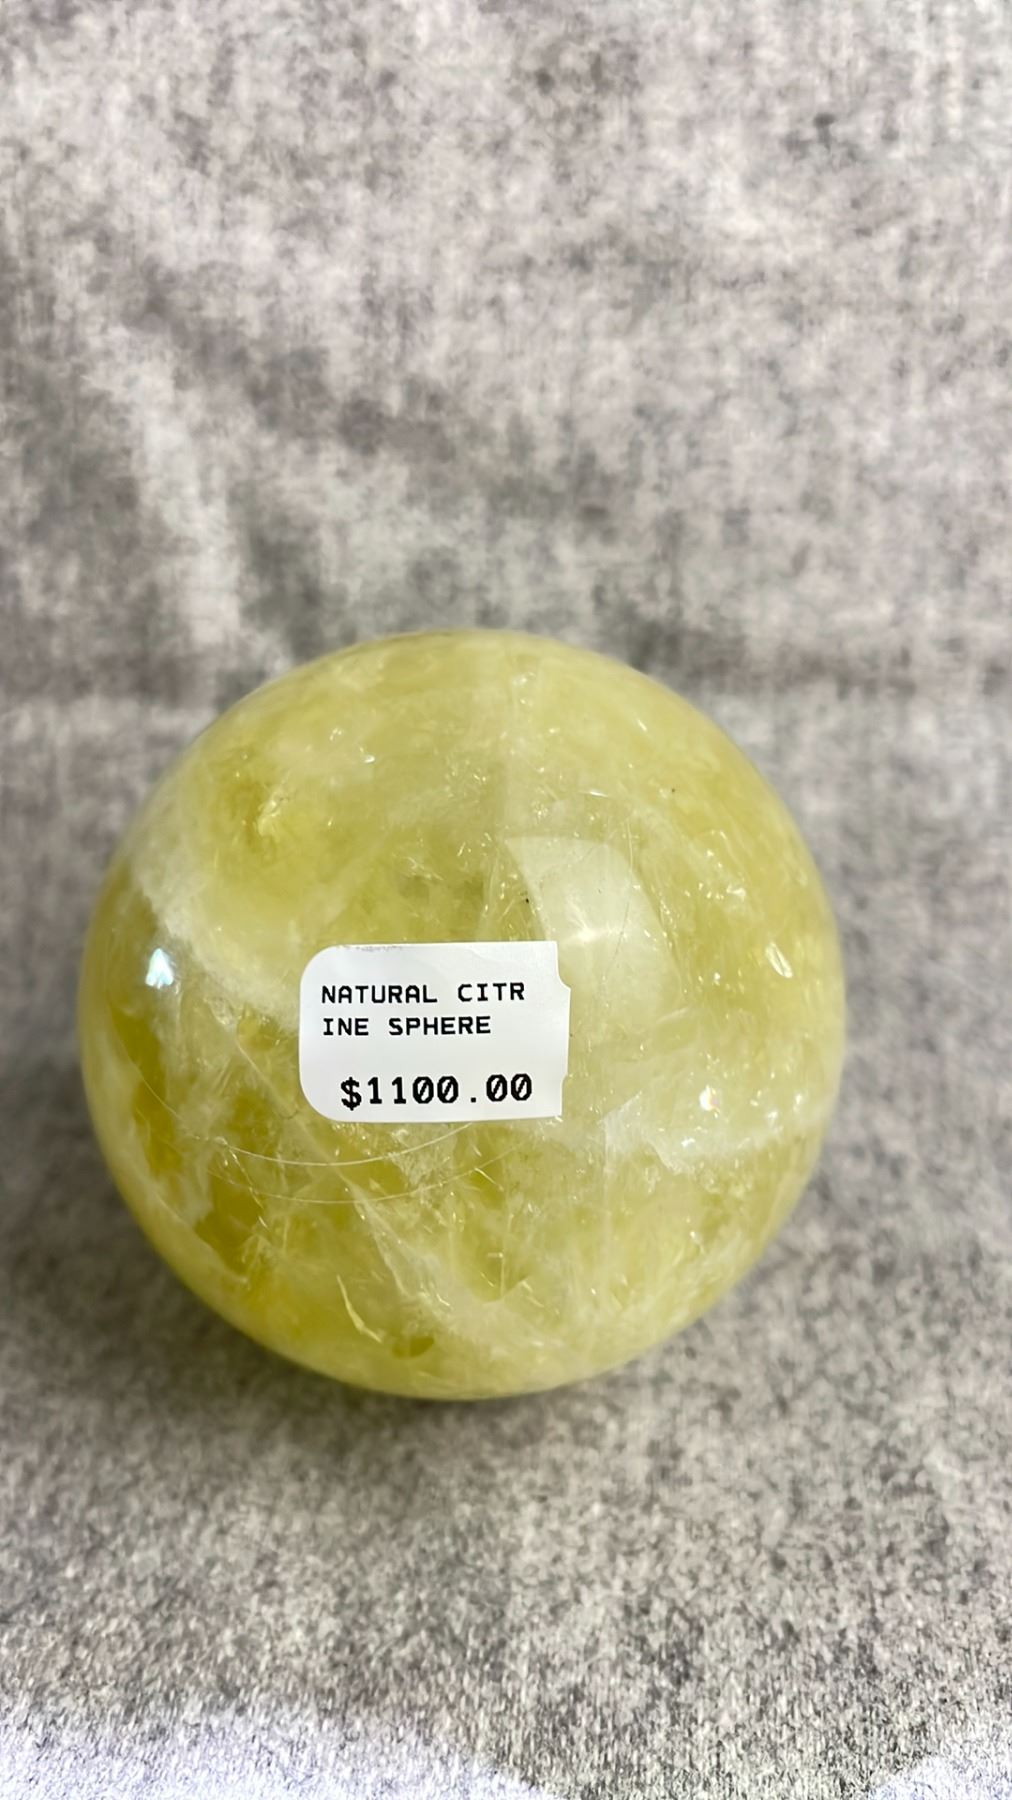 NATURAL CITR
INE SPHERE
$1100.00